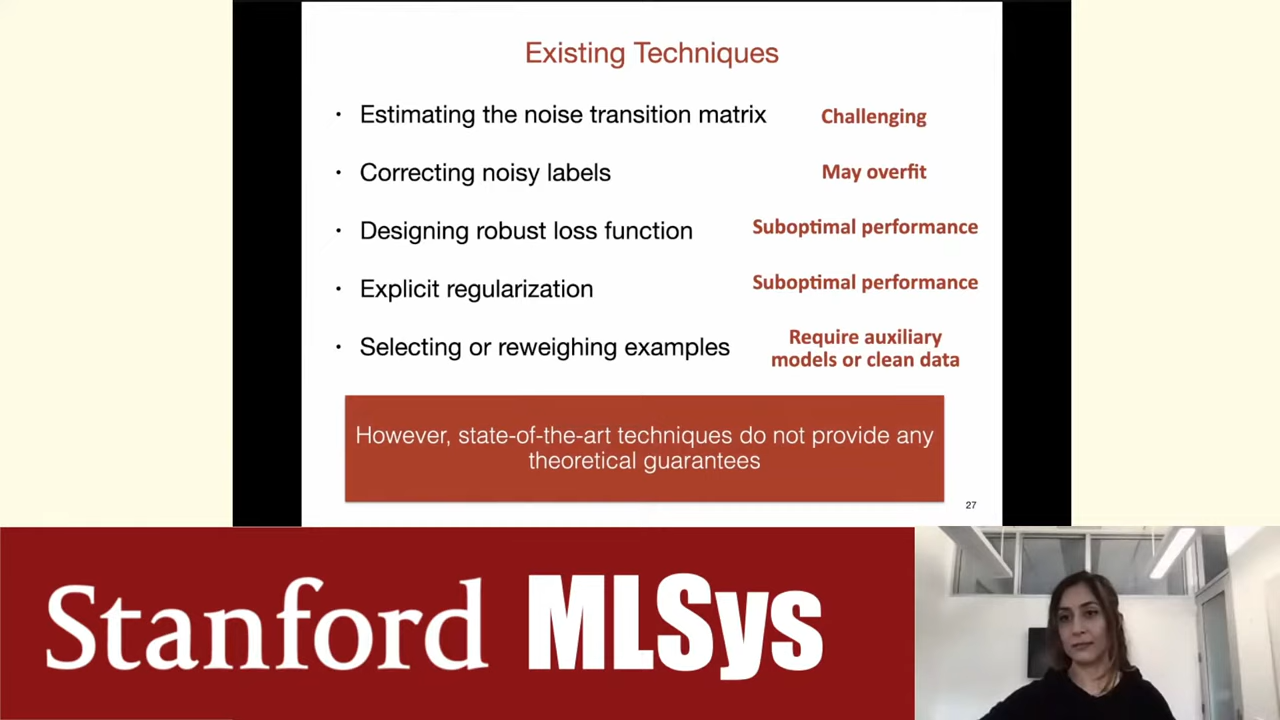 Existing Techniques
• Estimating the noise transition matrix
Challenging
• Correcting noisy labels
May overfit
• Designing robust loss function
Suboptimal performance
• Explicit regularization
Suboptimal performance
• Selecting or reweighing examples
Require auxiliary
models or clean data
However, state-of-the-art techniques do not provide any
theoretical guarantees
27
Stanford MLSys